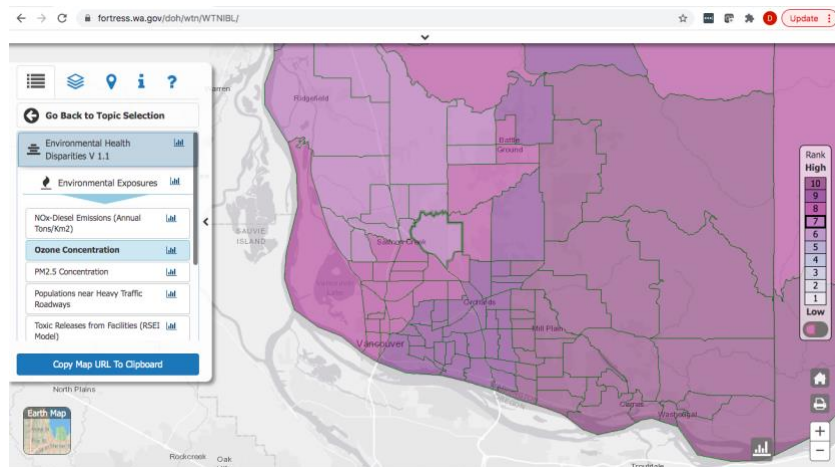 fortress.wa.gov/doh/wtn/WTNIBL/
D
Update
Go Back to Topic Selection
Environmental Health
Disparities V 1.1
Environmental Exposures
NOx-Diesel Emissions (Annual
Tons/Km2)
Ozone Concentration
PM2.5 Concentration
Populations near Heavy Traffic
Roadways
Toxic Releases from Facilities (RSEI
Model)
Copy Map URL To Clipboard
Earth Map
Ridgefield
Battle
Ground
SAUVIE
ISLAND
Salmon Creek
Orchards
Mill Plain
Vancouver
Camas
Washougal
North Plains
Rockcreek
Oak
Troutdale
Rank
High
10
9
8
7
6
5
4
3
2
1
Low